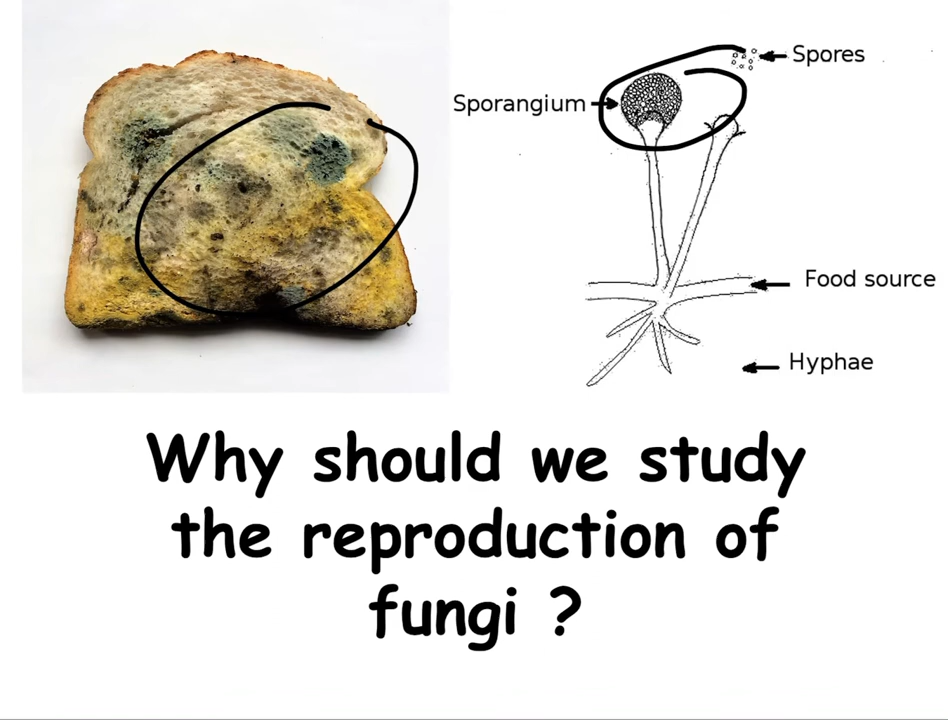 Spores
Sporangium
Food source
Hyphae
Why should we study
the reproduction of
fungi ?